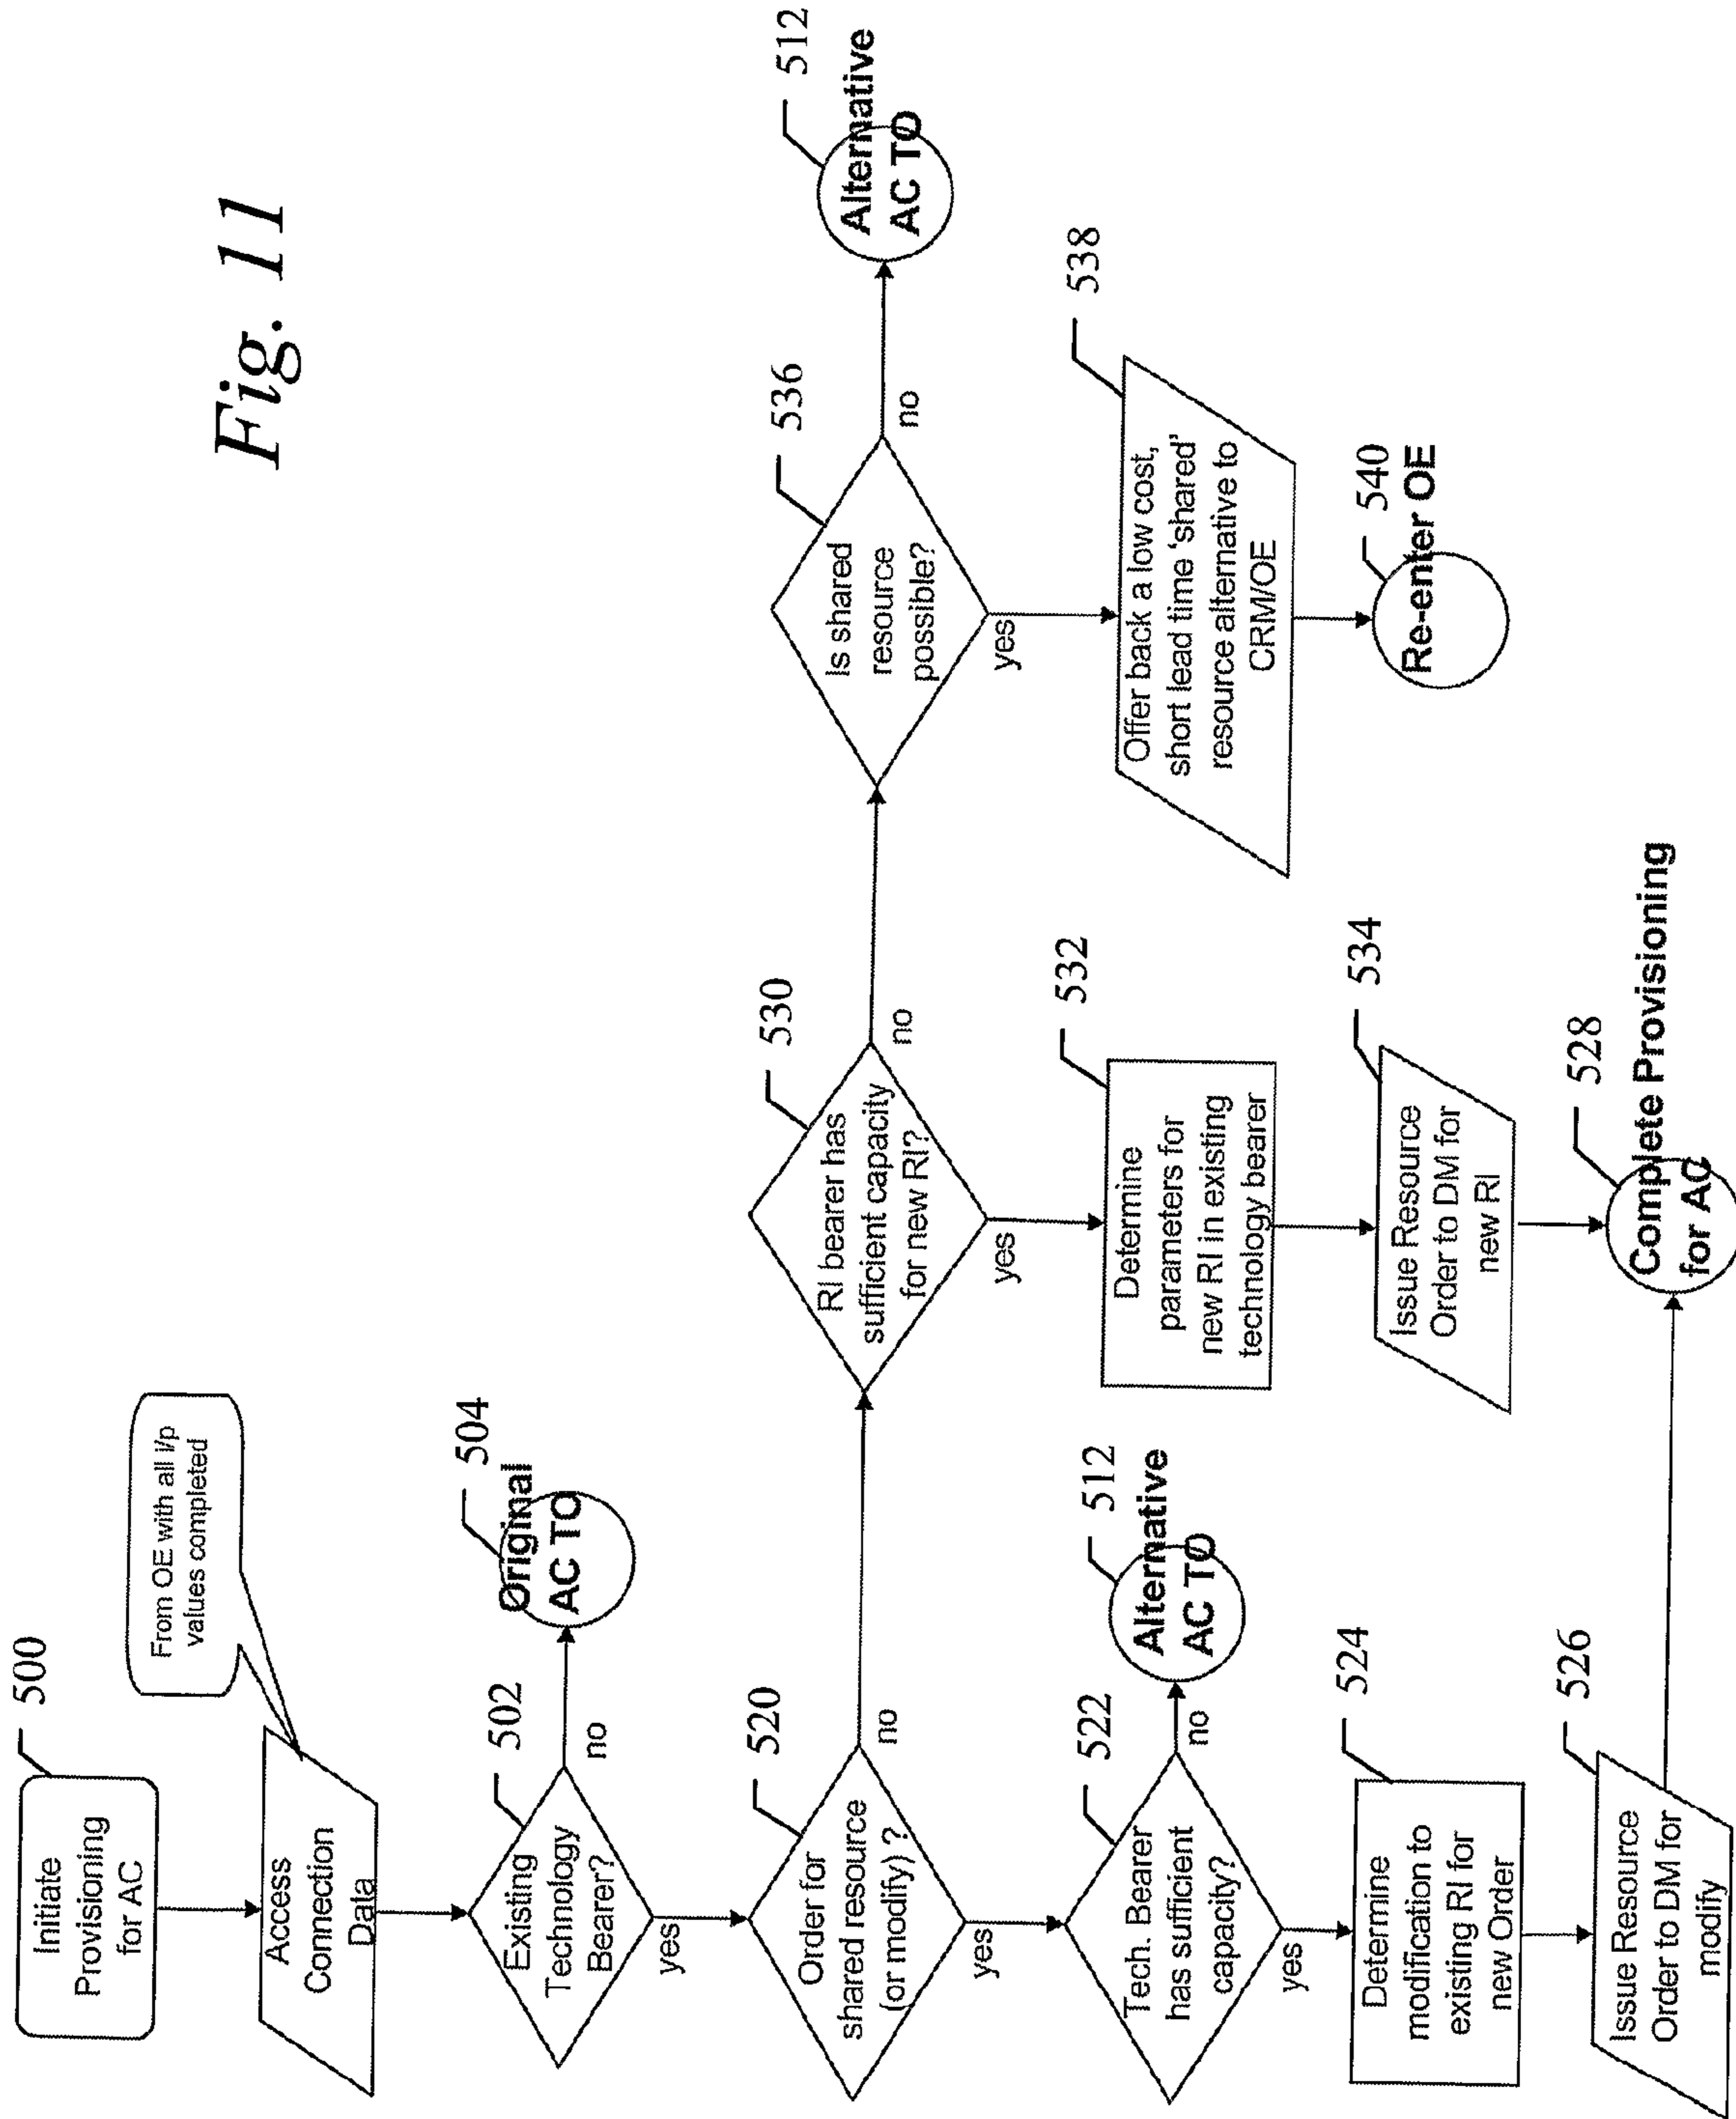 Fig. 11
500
Initiate
Provisioning
for AC
From OE with all i/p
values completed
Access
Connection
Data
502
Existing
Technology
Bearer?
no
yes
504
Original
AC TO
520
Order for
shared resource
(or modify) ?
no
yes
530
RI bearer has
sufficient capacity
for new RI?
no
yes
536
Is shared
resource
possible?
no
yes
512
Alternative
AC TO
522
Tech. Bearer
has sufficient
capacity?
no
yes
512
Alternative
AC TO
532
Determine
parameters for
new RI in existing
technology bearer
538
Offer back a low cost,
short lead time 'shared'
resource alternative to
CRM/OE
524
Determine
modification to
existing RI for
new Order
534
Issue Resource
Order to DM for
new RI
540
Re-enter OE
526
Issue Resource
Order to DM for
modify
528
Complete Provisioning
for AC